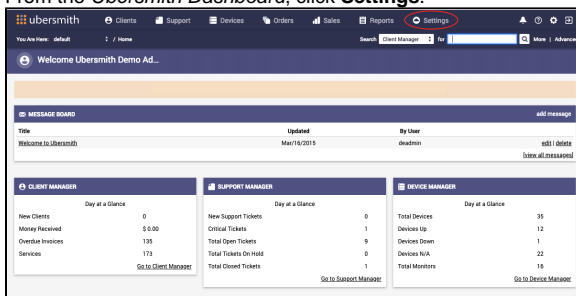 From the Ubersmith Dashboard, click Settings.
ubersmith Clients Support Devices Orders Sales Reports Settings
You Are Here: default / Home Search Client Manager for More | Advance
Welcome Ubersmith Demo Ad...
MESSAGE BOARD add message
Title Updated By User
Welcome to Ubersmith Mar/16/2015 deadmin edit | delete
[view all messages]
CLIENT MANAGER
Day at a Glance
New Clients 0
Money Received $ 0.00
Overdue Invoices 135
Services 173
Go to Client Manager
SUPPORT MANAGER
Day at a Glance
New Support Tickets 0
Critical Tickets 1
Total Open Tickets 9
Total Tickets On Hold 0
Total Closed Tickets 1
Go to Support Manager
DEVICE MANAGER
Day at a Glance
Total Devices 35
Devices Up 12
Devices Down 1
Devices N/A 22
Total Monitors 16
Go to Device Manager